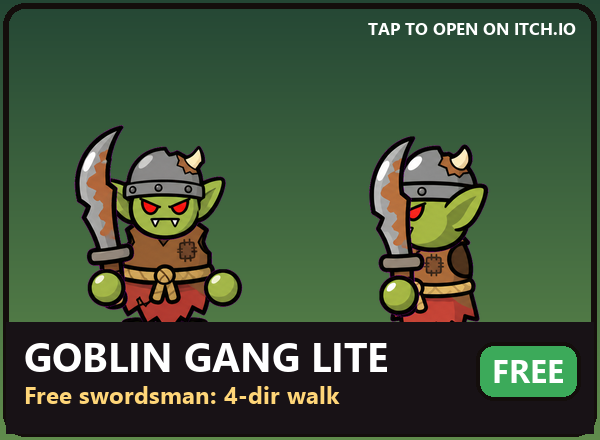 TAP TO OPEN ON ITCH.IO
GOBLIN GANG LITE
Free swordsman: 4-dir walk
FREE